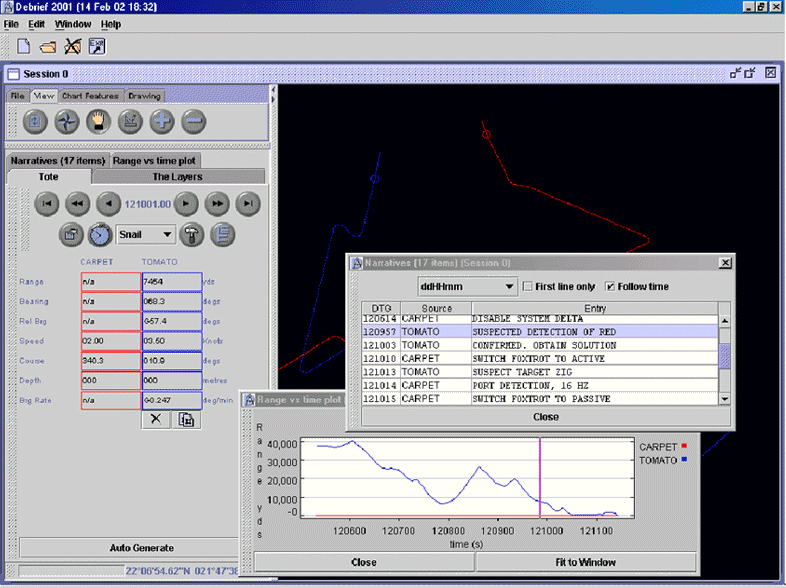 Debrief 2001 (14 Feb 02 18:32)
File Edit Window Help
Session 0
File View Chart Features Drawing
Narratives (17 items) Range vs time plot
Tote The Layers
121001.00
Snail
CARPET TOMATO
Range n/a 7454 yds
Bearing n/a 068.3 degs
Rel Brg n/a 057.4 degs
Speed 02.00 03.50 Knots
Course 340.3 010.9 degs
Depth 000 000 metres
Brg Rate n/a -0.247 deg/min
Auto Generate
22°06'54.62"N 021°47'38
Narratives (17 items) (Session 0)
ddHHmm First line only Follow time
DTG Source Entry
120614 CARPET DISABLE SYSTEM DELTA
120957 TOMATO SUSPECTED DETECTION OF RED
121003 TOMATO CONFIRMED. OBTAIN SOLUTION
121010 CARPET SWITCH FOXTROT TO ACTIVE
121013 TOMATO SUSPECT TARGET ZIG
121014 CARPET PORT DETECTION, 16 HZ
121015 CARPET SWITCH FOXTROT TO PASSIVE
Close
Range vs time plot
Range yds
40,000
30,000
20,000
10,000
-0
120600 120700 120800 120900 121000 121100
time (s)
CARPET
TOMATO
Close Fit to Window